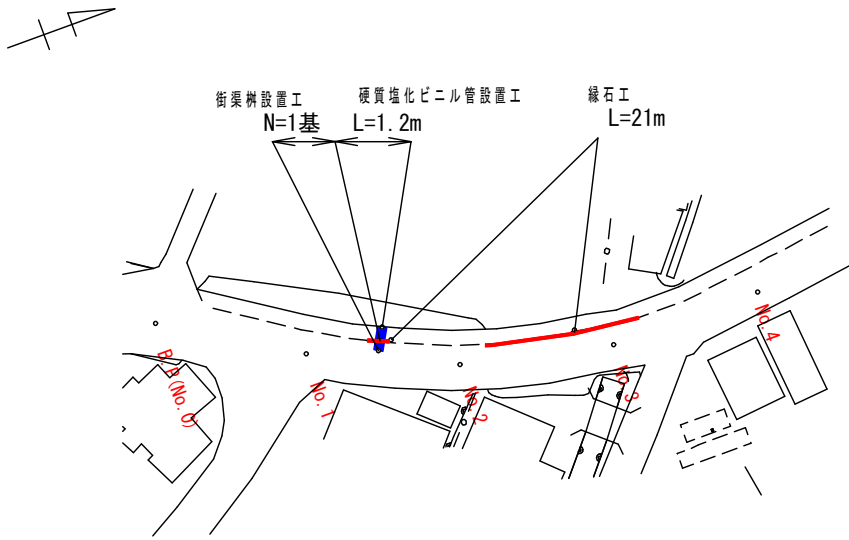 街渠桝設置工
N=1基
硬質塩化ビニル管設置工
L=1.2m
縁石工
L=21m
B.P(No.0)
No.1
No.2
No.3
No.4